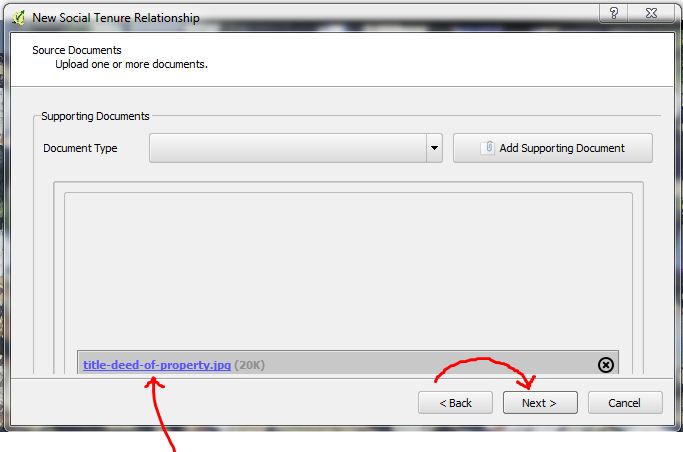 New Social Tenure Relationship
Source Documents
Upload one or more documents.
Supporting Documents
Document Type
Add Supporting Document
title-deed-of-property.jpg (20K)
< Back
Next >
Cancel